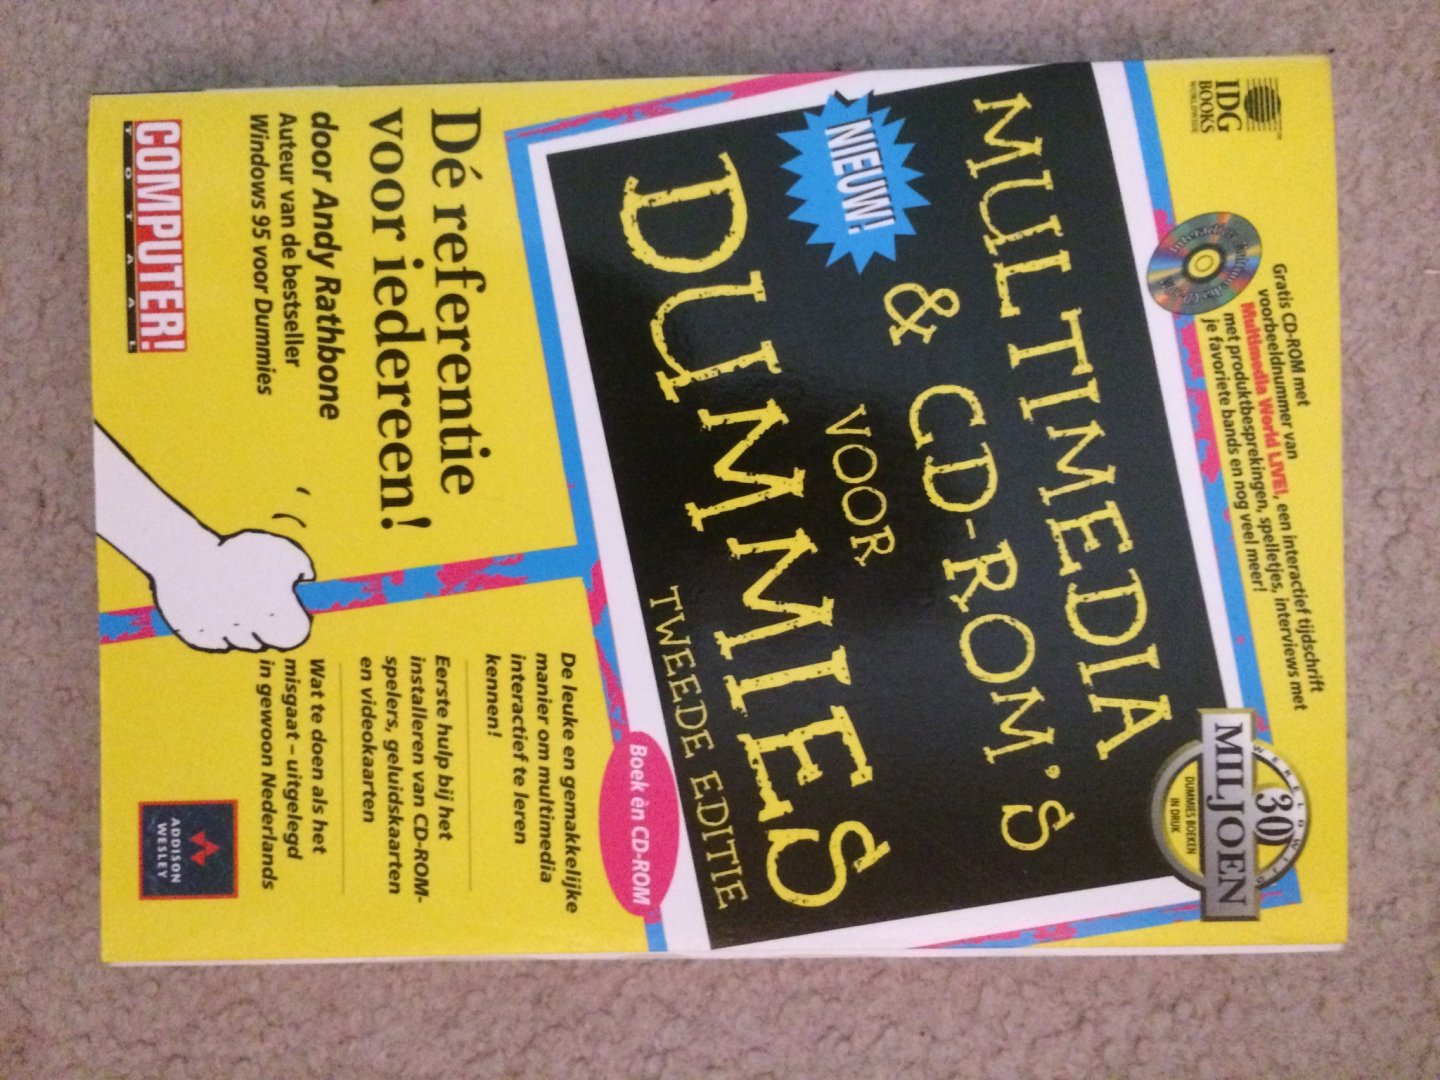 IDG
BOOKS
WORLDWIDE
Gratis CD-ROM met
voorbeeldnummer van
Multimedia World LIVE!, een interactief tijdschrift
met produktbesprekingen, spelletjes, interviews met
je favoriete bands en nog veel meer!
WERELDWIJD
30
MILJOEN
DUMMIES BOEKEN
IN DRUK
MULTIMEDIA
& CD-ROM'S
NIEUW!
VOOR
DUMMIES
TWEEDE EDITIE
Boek èn CD-ROM
Dé referentie
voor iedereen!
door Andy Rathbone
Auteur van de bestseller
Windows 95 voor Dummies
COMPUTER!
TOTAAL
De leuke en gemakkelijke
manier om multimedia
interactief te leren
kennen!
Eerste hulp bij het
installeren van CD-ROM-
spelers, geluidskaarten
en videokaarten
Wat te doen als het
misgaat – uitgelegd
in gewoon Nederlands
ADDISON
WESLEY